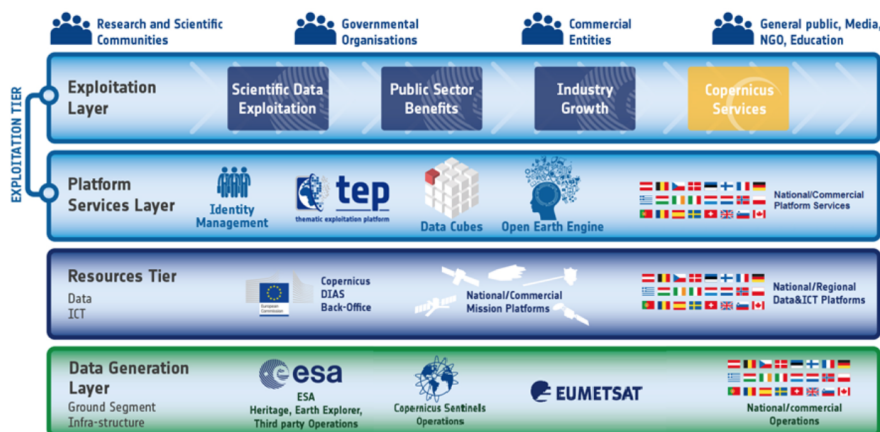 Research and Scientific
Communities
Governmental
Organisations
Commercial
Entities
General public, Media,
NGO, Education
EXPLOITATION TIER
Exploitation
Layer
Scientific Data
Exploitation
Public Sector
Benefits
Industry
Growth
Copernicus
Services
Platform
Services Layer
Identity
Management
tep
thematic exploitation platform
Data Cubes
Open Earth Engine
National/Commercial
Platform Services
Resources Tier
Data
ICT
European
Commission
Copernicus
DIAS
Back-Office
National/Commercial
Mission Platforms
National/Regional
Data&ICT Platforms
Data Generation
Layer
Ground Segment
Infra-structure
esa
ESA
Heritage, Earth Explorer,
Third party Operations
Copernicus Sentinels
Operations
EUMETSAT
National/commercial
Operations